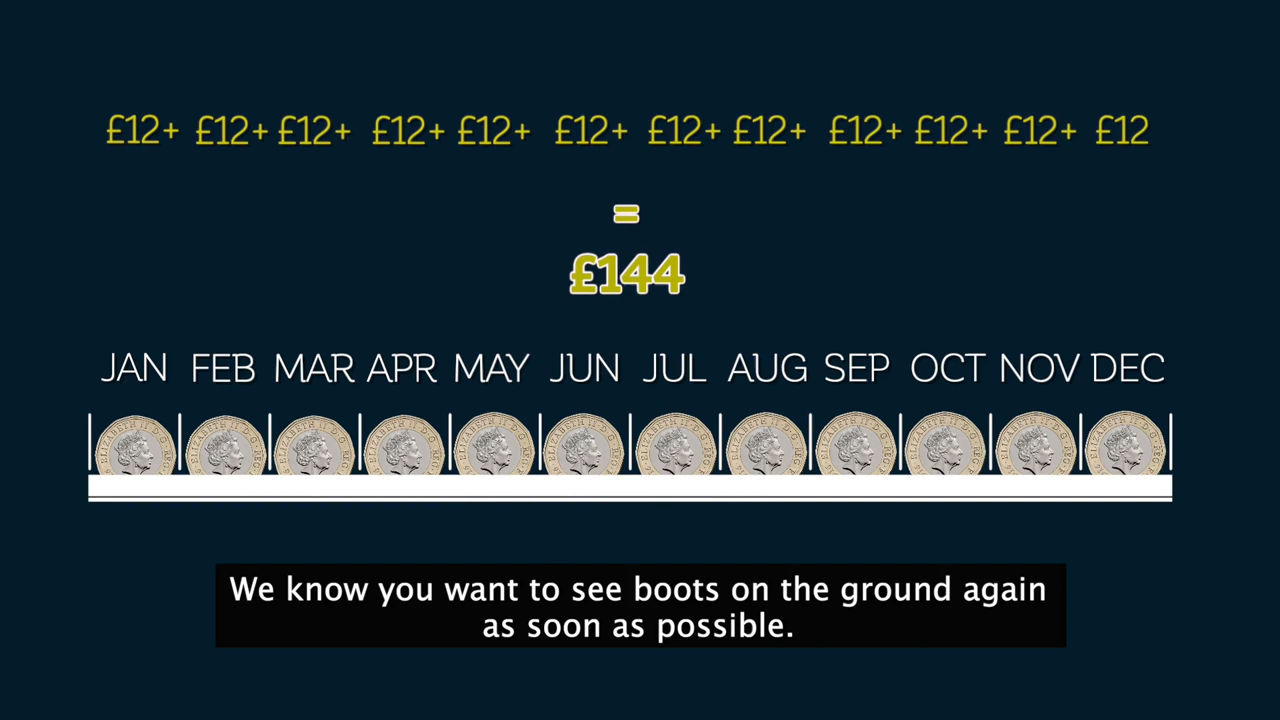 £12+ £12+ £12+ £12+ £12+ £12+ £12+ £12+ £12+ £12+ £12+ £12
=
£144
JAN FEB MAR APR MAY JUN JUL AUG SEP OCT NOV DEC
We know you want to see boots on the ground again
as soon as possible.